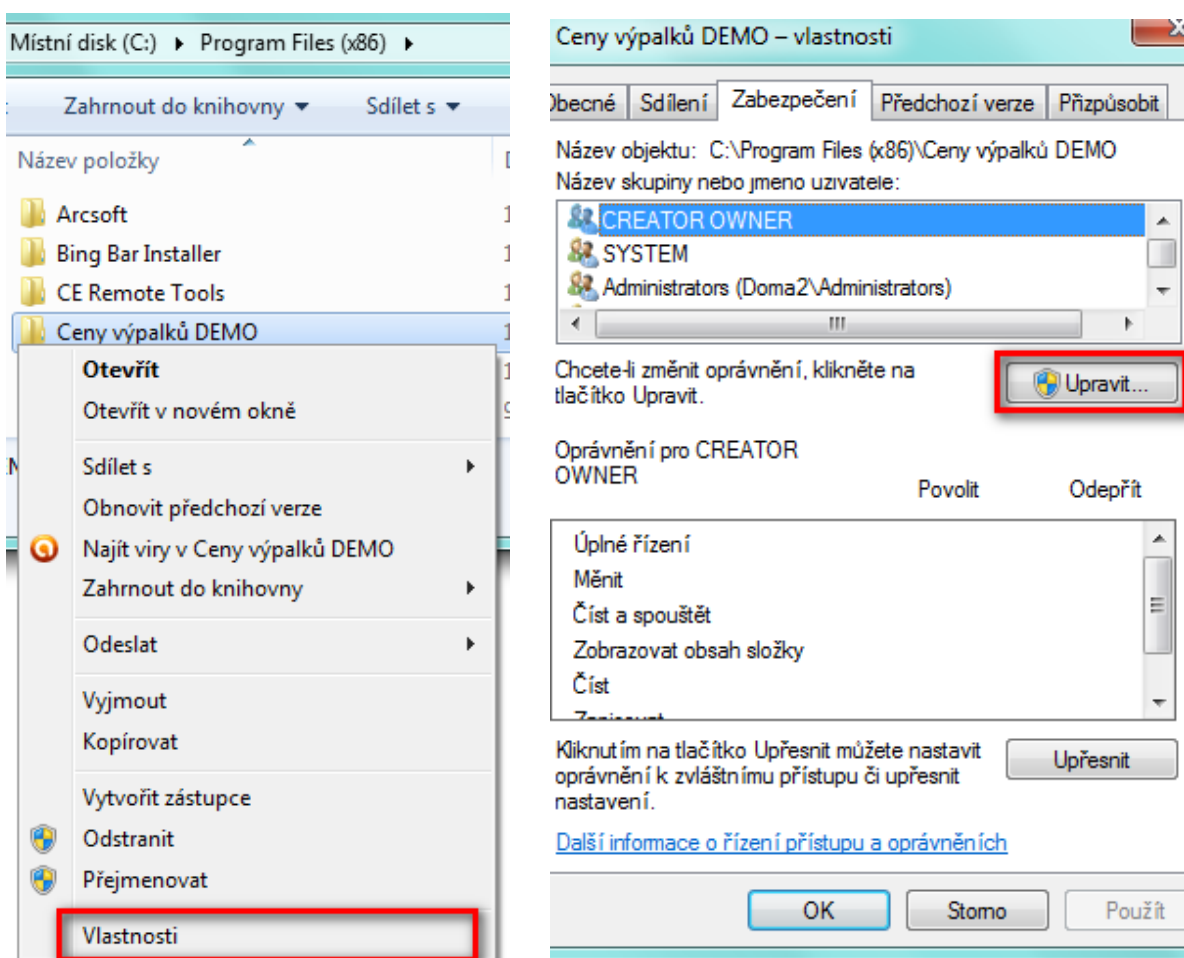 Místní disk (C:) ▸ Program Files (x86) ▸
Zahrnout do knihovny ▼ Sdílet s ▼
Název položky
Arcsoft
Bing Bar Installer
CE Remote Tools
Ceny výpalků DEMO
Otevřít
Otevřít v novém okně
Sdílet s
Obnovit předchozí verze
Najít viry v Ceny výpalků DEMO
Zahrnout do knihovny
Odeslat
Vyjmout
Kopírovat
Vytvořit zástupce
Odstranit
Přejmenovat
Vlastnosti
Ceny výpalků DEMO – vlastnosti
Obecné Sdílení Zabezpečení Předchozí verze Přizpůsobit
Název objektu: C:\Program Files (x86)\Ceny výpalků DEMO
Název skupiny nebo jméno uživatele:
CREATOR OWNER
SYSTEM
Administrators (Doma2\Administrators)
Chcete-li změnit oprávnění, klikněte na
tlačítko Upravit.
Upravit...
Oprávnění pro CREATOR
OWNER
Povolit Odepřít
Úplné řízení
Měnit
Číst a spouštět
Zobrazovat obsah složky
Číst
Zapisovat
Kliknutím na tlačítko Upřesnit můžete nastavit
oprávnění k zvláštnímu přístupu či upřesnit
nastavení.
Upřesnit
Další informace o řízení přístupu a oprávněních
OK Storno Použít